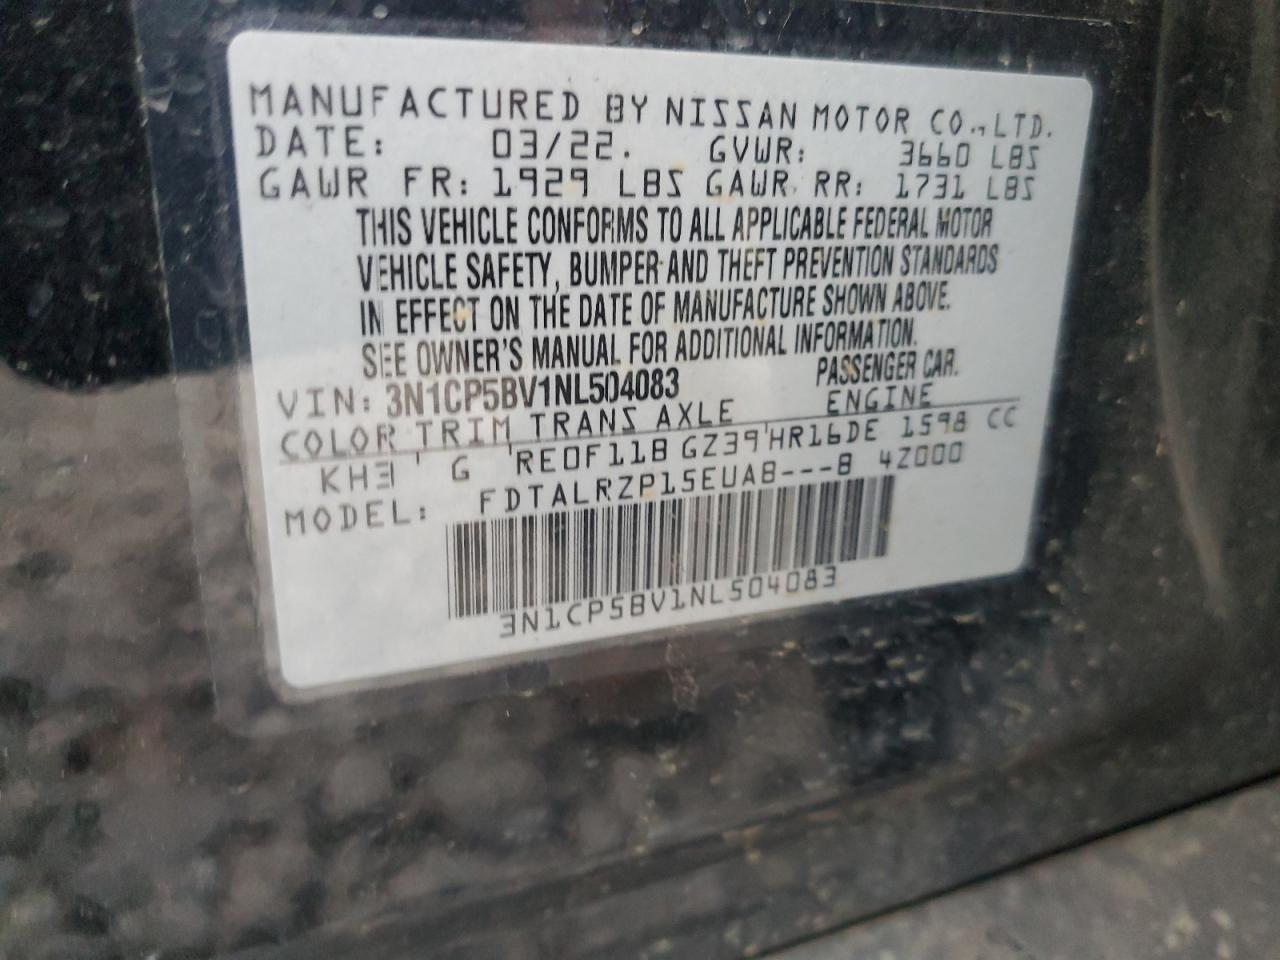 MANUFACTURED BY NISSAN MOTOR CO.,LTD.
DATE: 03/22. GVWR: 3660 LBS
GAWR FR: 1929 LBS GAWR RR: 1731 LBS
THIS VEHICLE CONFORMS TO ALL APPLICABLE FEDERAL MOTOR
VEHICLE SAFETY, BUMPER AND THEFT PREVENTION STANDARDS
IN EFFECT ON THE DATE OF MANUFACTURE SHOWN ABOVE.
SEE OWNER'S MANUAL FOR ADDITIONAL INFORMATION.
VIN: 3N1CP5BV1NL504083 PASSENGER CAR.
COLOR TRIM TRANS AXLE ENGINE
KH3 G RE0F11B GZ39 HR16DE 1598 CC
MODEL: FDTALRZP15EUAB---B 4Z000
3N1CP5BV1NL504083